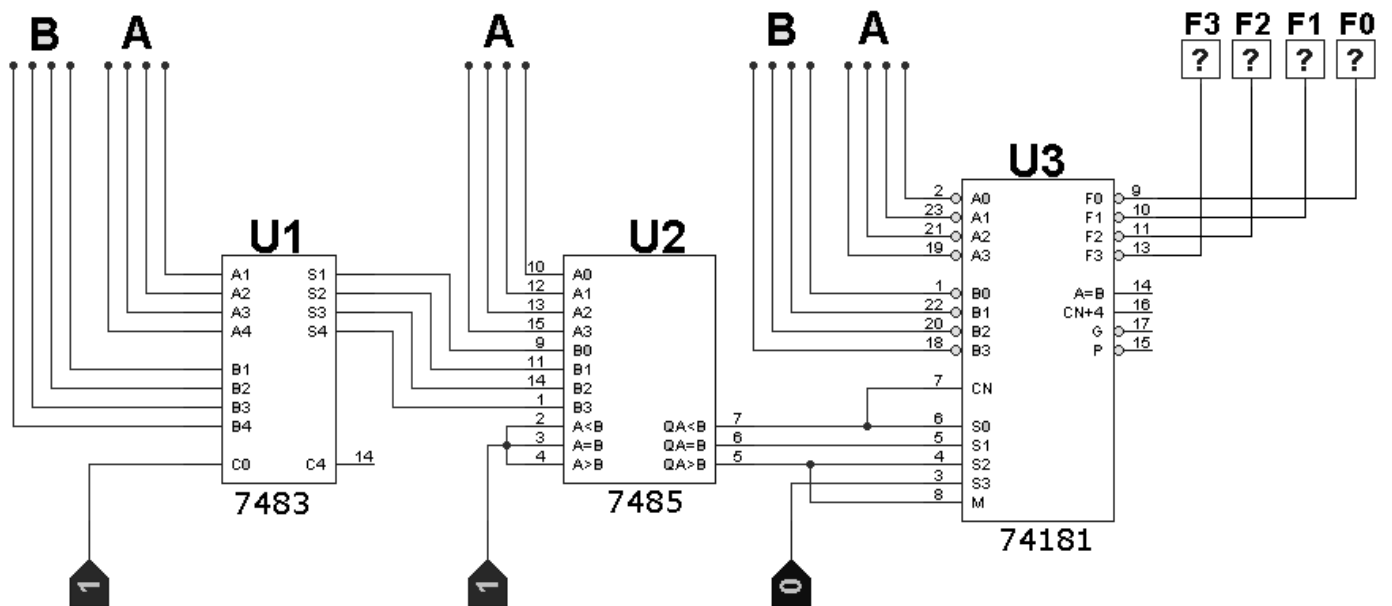 B A A B A F3 F2 F1 F0
? ? ? ?
U1
A1 S1
A2 S2
A3 S3
A4 S4
B1
B2
B3
B4
C0 C4 14
7483
1
U2
10 A0
12 A1
13 A2
15 A3
9 B0
11 B1
14 B2
1 B3
2 A<B QA<B 7
3 A=B QA=B 6
4 A>B QA>B 5
7485
1
U3
2 A0 F0 9
23 A1 F1 10
21 A2 F2 11
19 A3 F3 13
1 B0 A=B 14
22 B1 CN+4 16
20 B2 G 17
18 B3 P 15
7 CN
6 S0
5 S1
4 S2
3 S3
8 M
74181
0